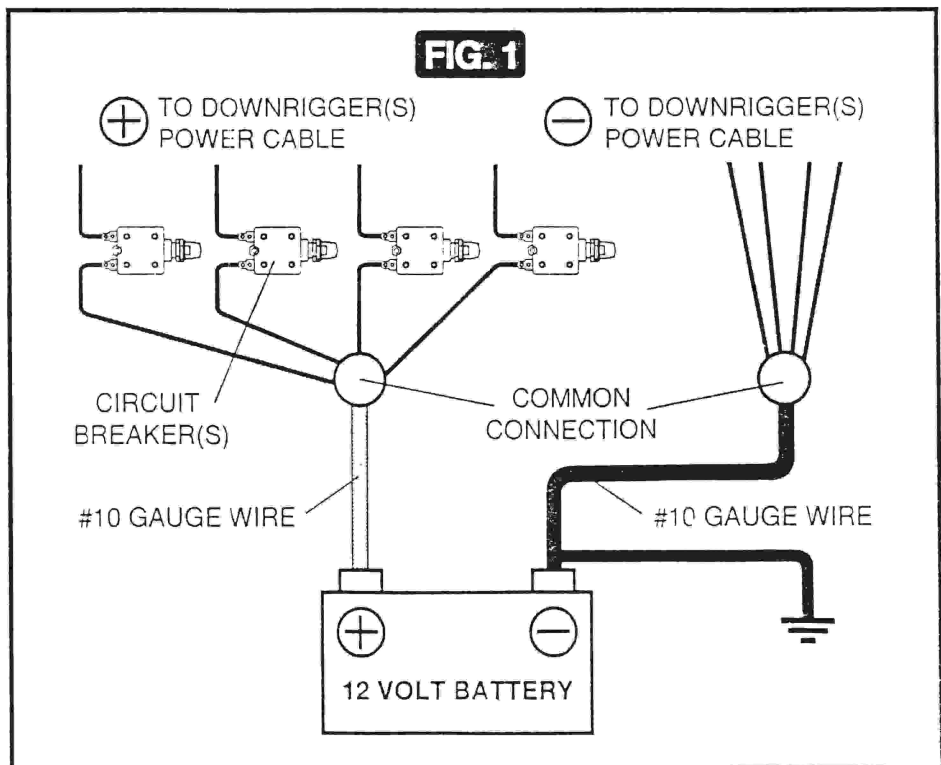 FIG. 1
+ TO DOWNRIGGER(S)
POWER CABLE
− TO DOWNRIGGER(S)
POWER CABLE
CIRCUIT
BREAKER(S)
COMMON
CONNECTION
#10 GAUGE WIRE
#10 GAUGE WIRE
+
−
12 VOLT BATTERY